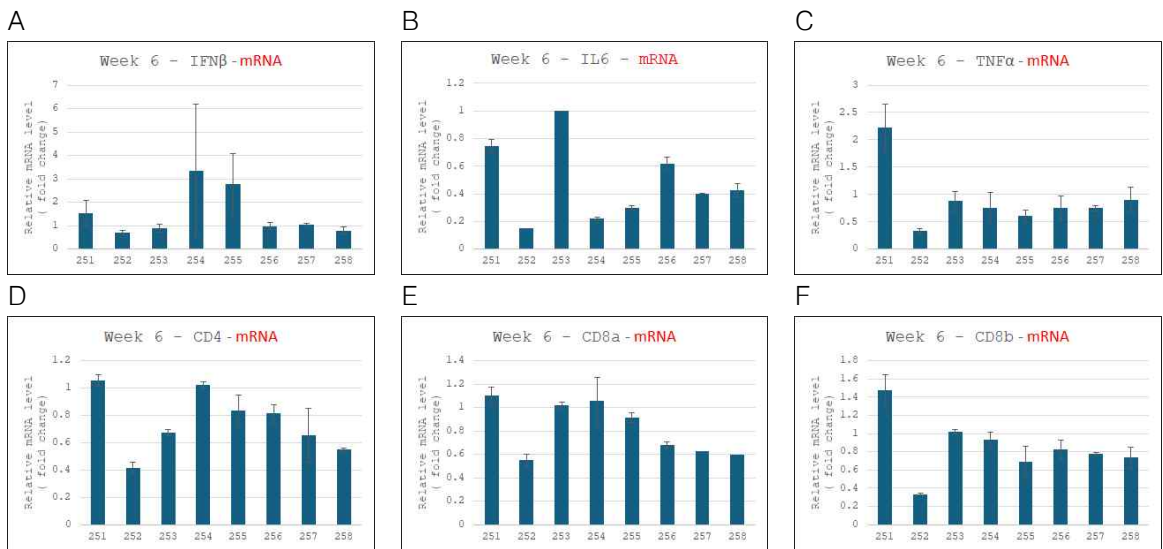 A
Week 6 - IFNβ - mRNA
Relative mRNA level
( fold change)
7
6
5
4
3
2
1
0
251 252 253 254 255 256 257 258
B
Week 6 - IL6 - mRNA
Relative mRNA level
( fold change)
1.2
1
0.8
0.6
0.4
0.2
0
251 252 253 254 255 256 257 258
C
Week 6 - TNFα - mRNA
Relative mRNA level
( fold change)
3
2.5
2
1.5
1
0.5
0
251 252 253 254 255 256 257 258
D
Week 6 - CD4 - mRNA
Relative mRNA level
( fold change)
1.2
1
0.8
0.6
0.4
0.2
0
251 252 253 254 255 256 257 258
E
Week 6 - CD8a - mRNA
Relative mRNA level
( fold change)
1.4
1.2
1
0.8
0.6
0.4
0.2
0
251 252 253 254 255 256 257 258
F
Week 6 - CD8b - mRNA
Relative mRNA level
( fold change)
1.8
1.6
1.4
1.2
1
0.8
0.6
0.4
0.2
0
251 252 253 254 255 256 257 258